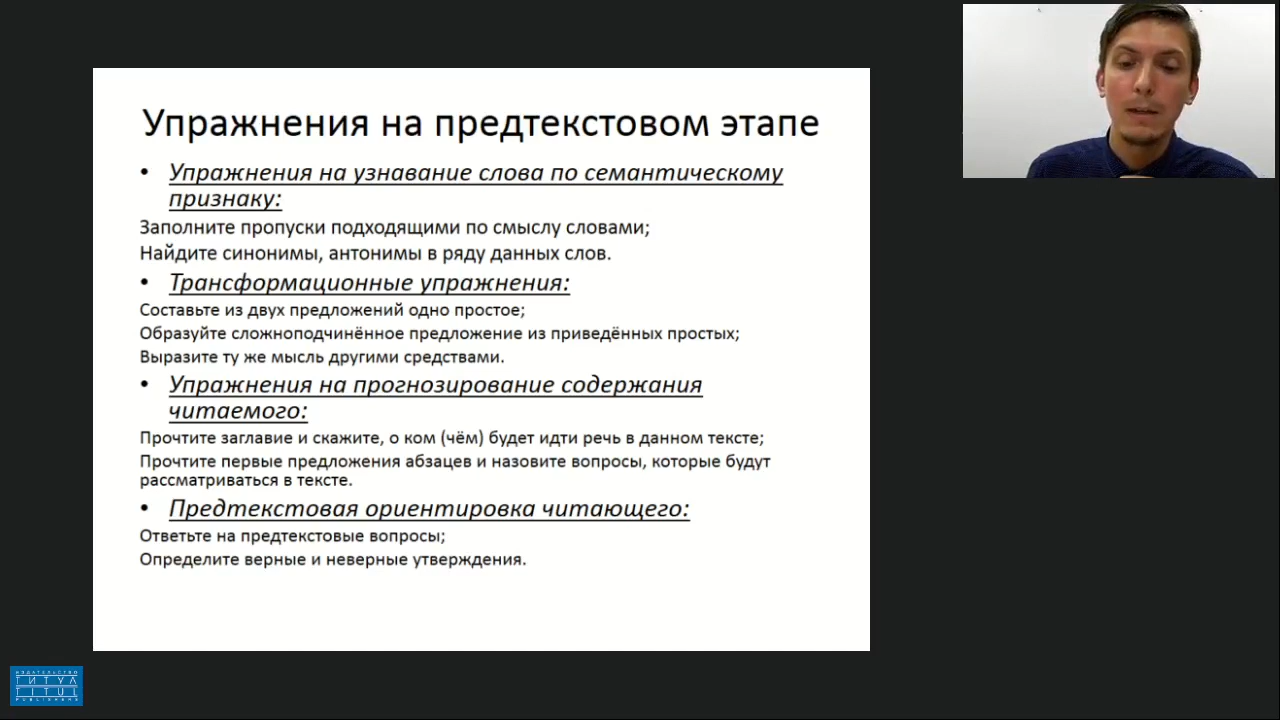 Упражнения на предтекстовом этапе
• Упражнения на узнавание слова по семантическому
признаку:
Заполните пропуски подходящими по смыслу словами;
Найдите синонимы, антонимы в ряду данных слов.
• Трансформационные упражнения:
Составьте из двух предложений одно простое;
Образуйте сложноподчинённое предложение из приведённых простых;
Выразите ту же мысль другими средствами.
• Упражнения на прогнозирование содержания
читаемого:
Прочтите заглавие и скажите, о ком (чём) будет идти речь в данном тексте;
Прочтите первые предложения абзацев и назовите вопросы, которые будут
рассматриваться в тексте.
• Предтекстовая ориентировка читающего:
Ответьте на предтекстовые вопросы;
Определите верные и неверные утверждения.
ИЗДАТЕЛЬСТВО
ТИТУЛ
TITUL
PUBLISHERS